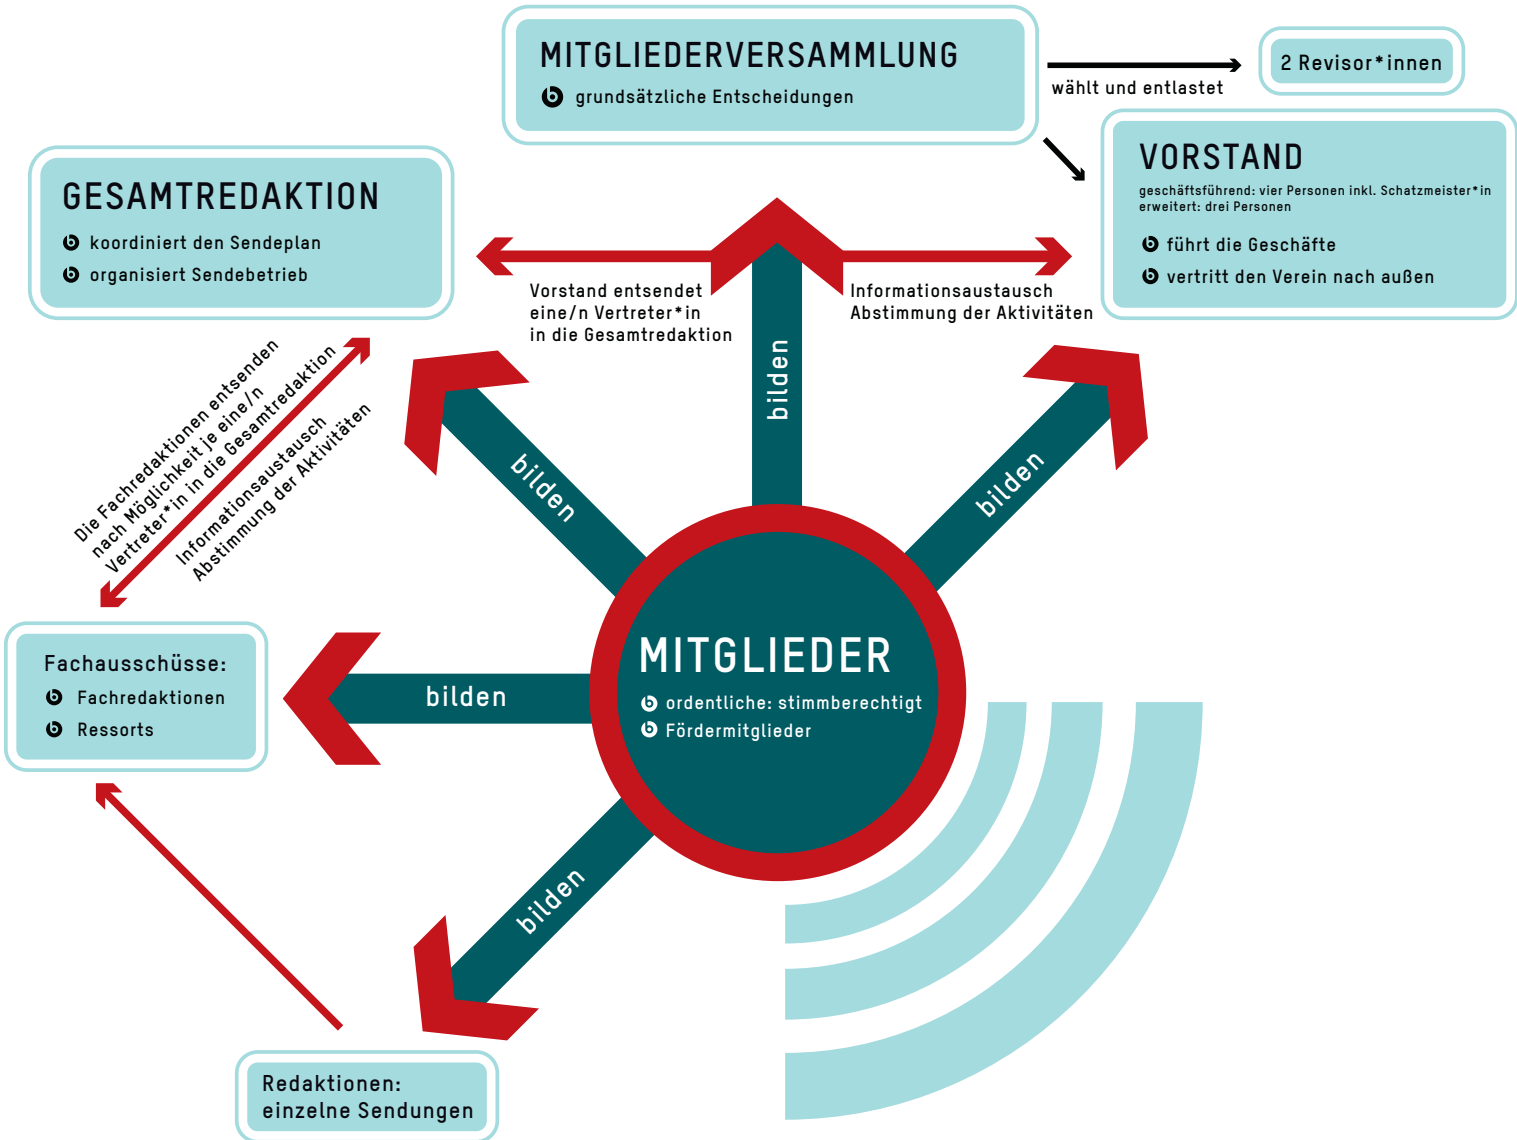 MITGLIEDERVERSAMMLUNG
grundsätzliche Entscheidungen
wählt und entlastet
2 Revisor*innen
VORSTAND
geschäftsführend: vier Personen inkl. Schatzmeister*in
erweitert: drei Personen
führt die Geschäfte
vertritt den Verein nach außen
GESAMTREDAKTION
koordiniert den Sendeplan
organisiert Sendebetrieb
Vorstand entsendet
eine/n Vertreter*in
in die Gesamtredaktion
Informationsaustausch
Abstimmung der Aktivitäten
Die Fachredaktionen entsenden
nach Möglichkeit je eine/n
Vertreter*in in die Gesamtredaktion
Informationsaustausch
Abstimmung der Aktivitäten
bilden
bilden
bilden
Fachausschüsse:
Fachredaktionen
Ressorts
bilden
MITGLIEDER
ordentliche: stimmberechtigt
Fördermitglieder
bilden
Redaktionen:
einzelne Sendungen